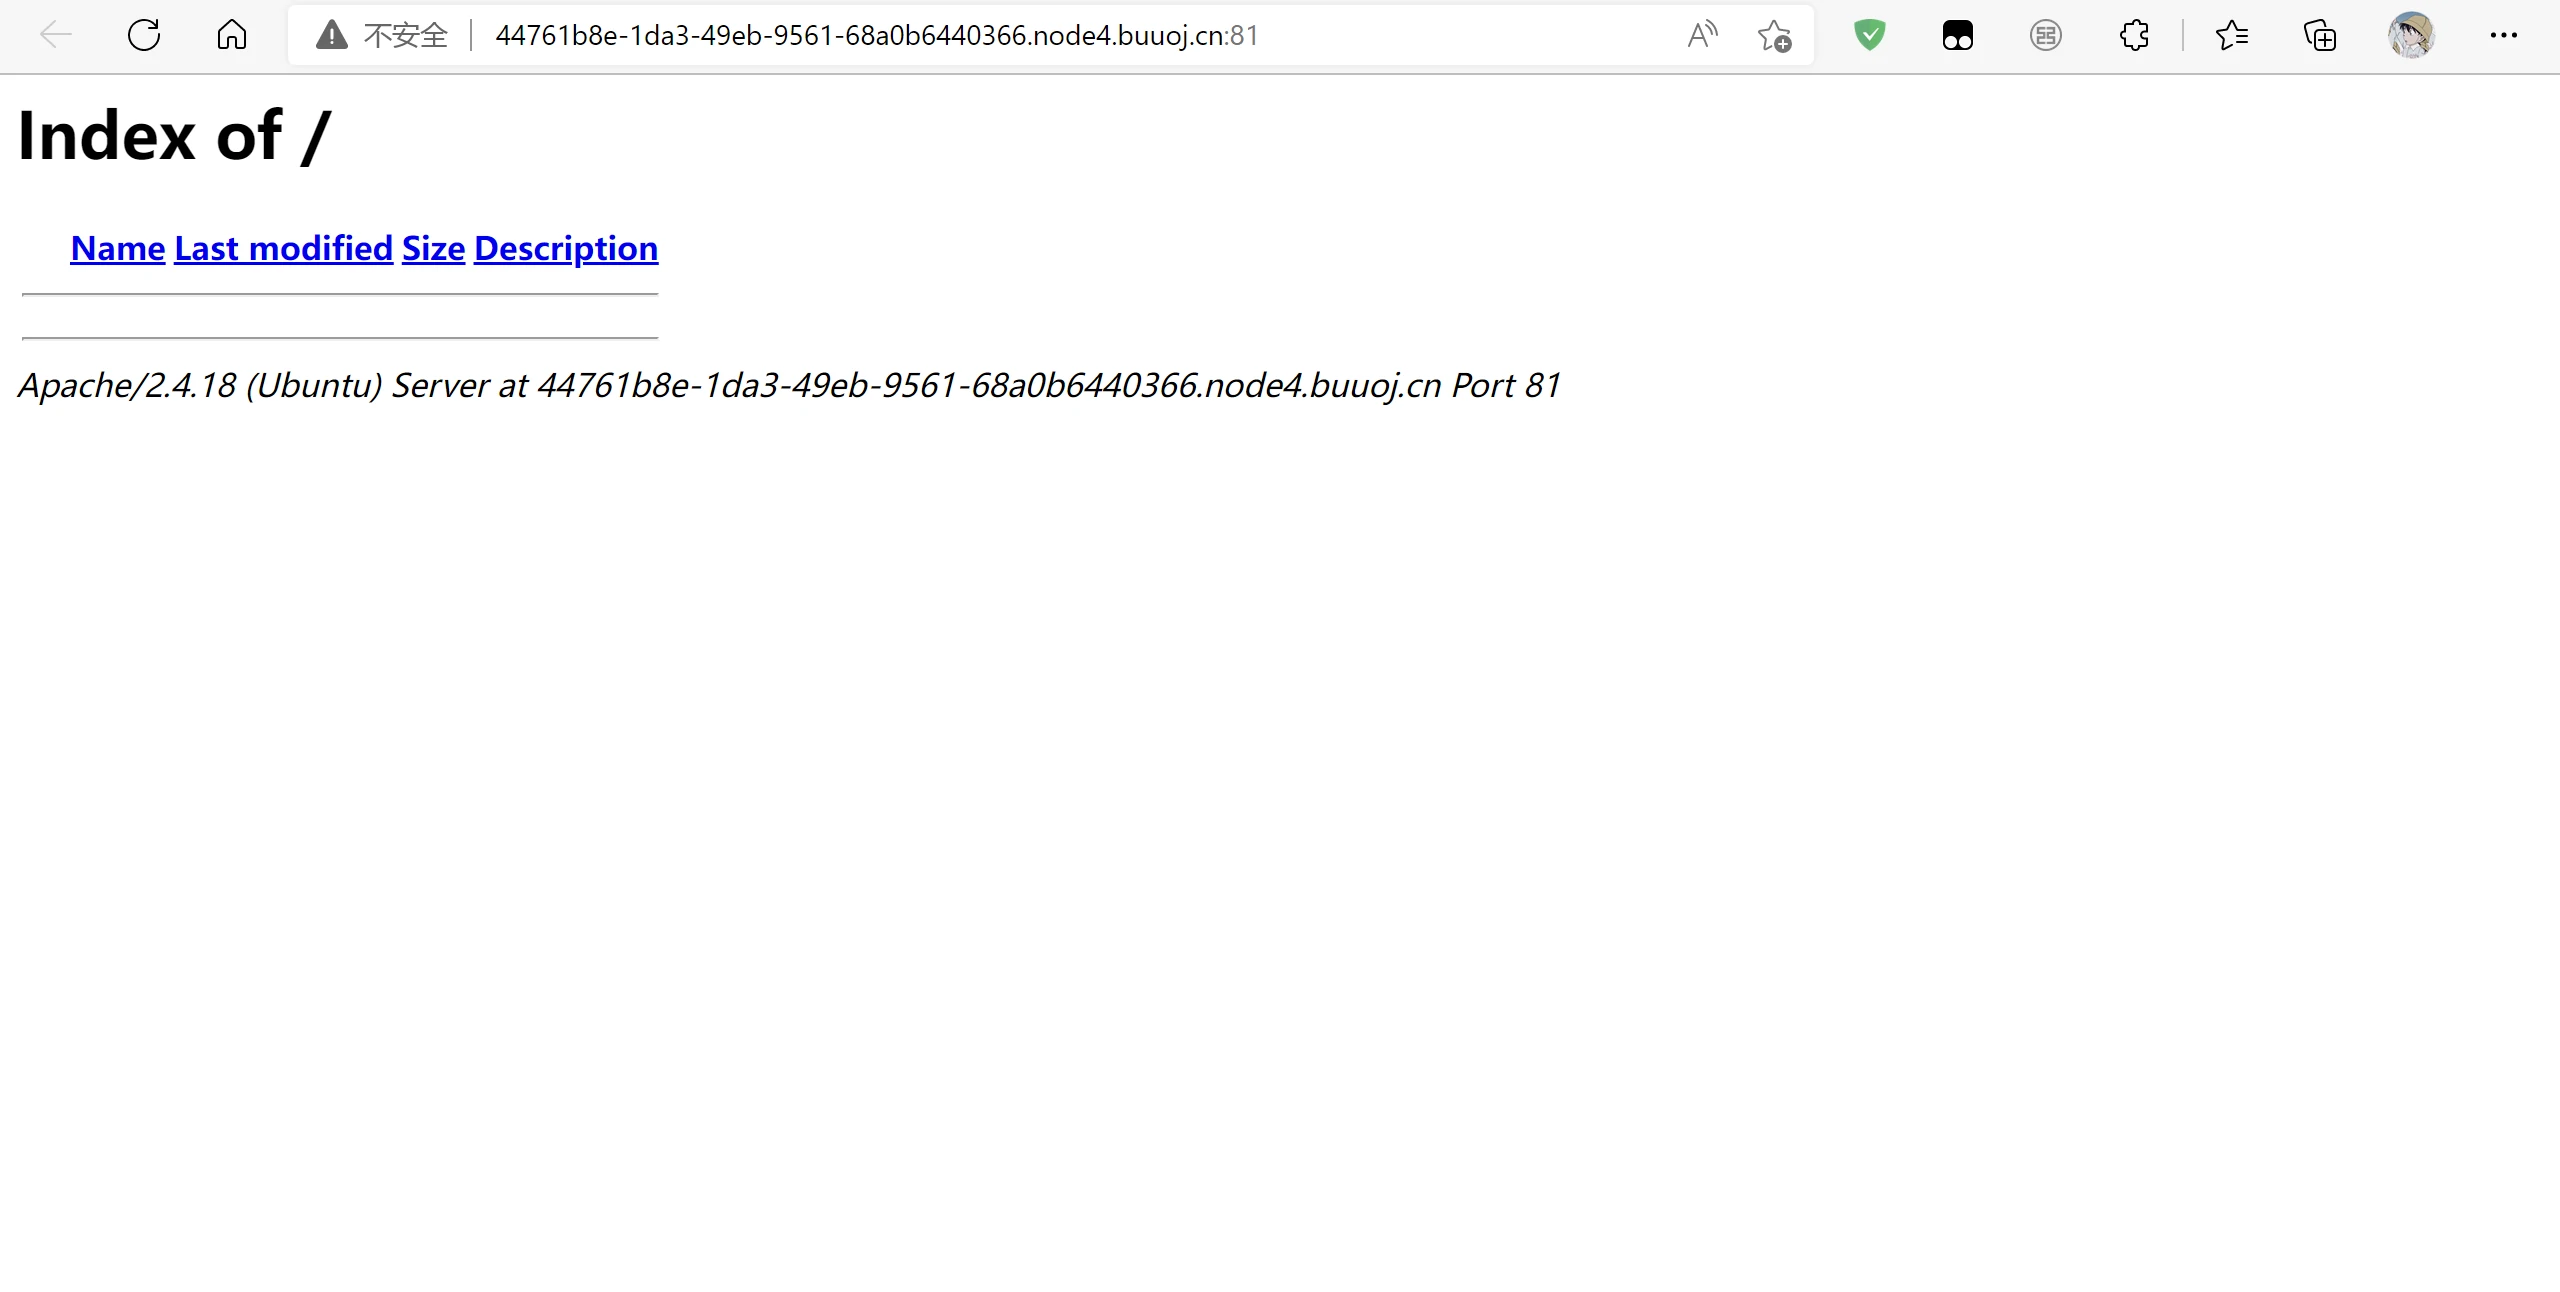 不安全 44761b8e-1da3-49eb-9561-68a0b6440366.node4.buuoj.cn:81
Index of /
Name Last modified Size Description
Apache/2.4.18 (Ubuntu) Server at 44761b8e-1da3-49eb-9561-68a0b6440366.node4.buuoj.cn Port 81